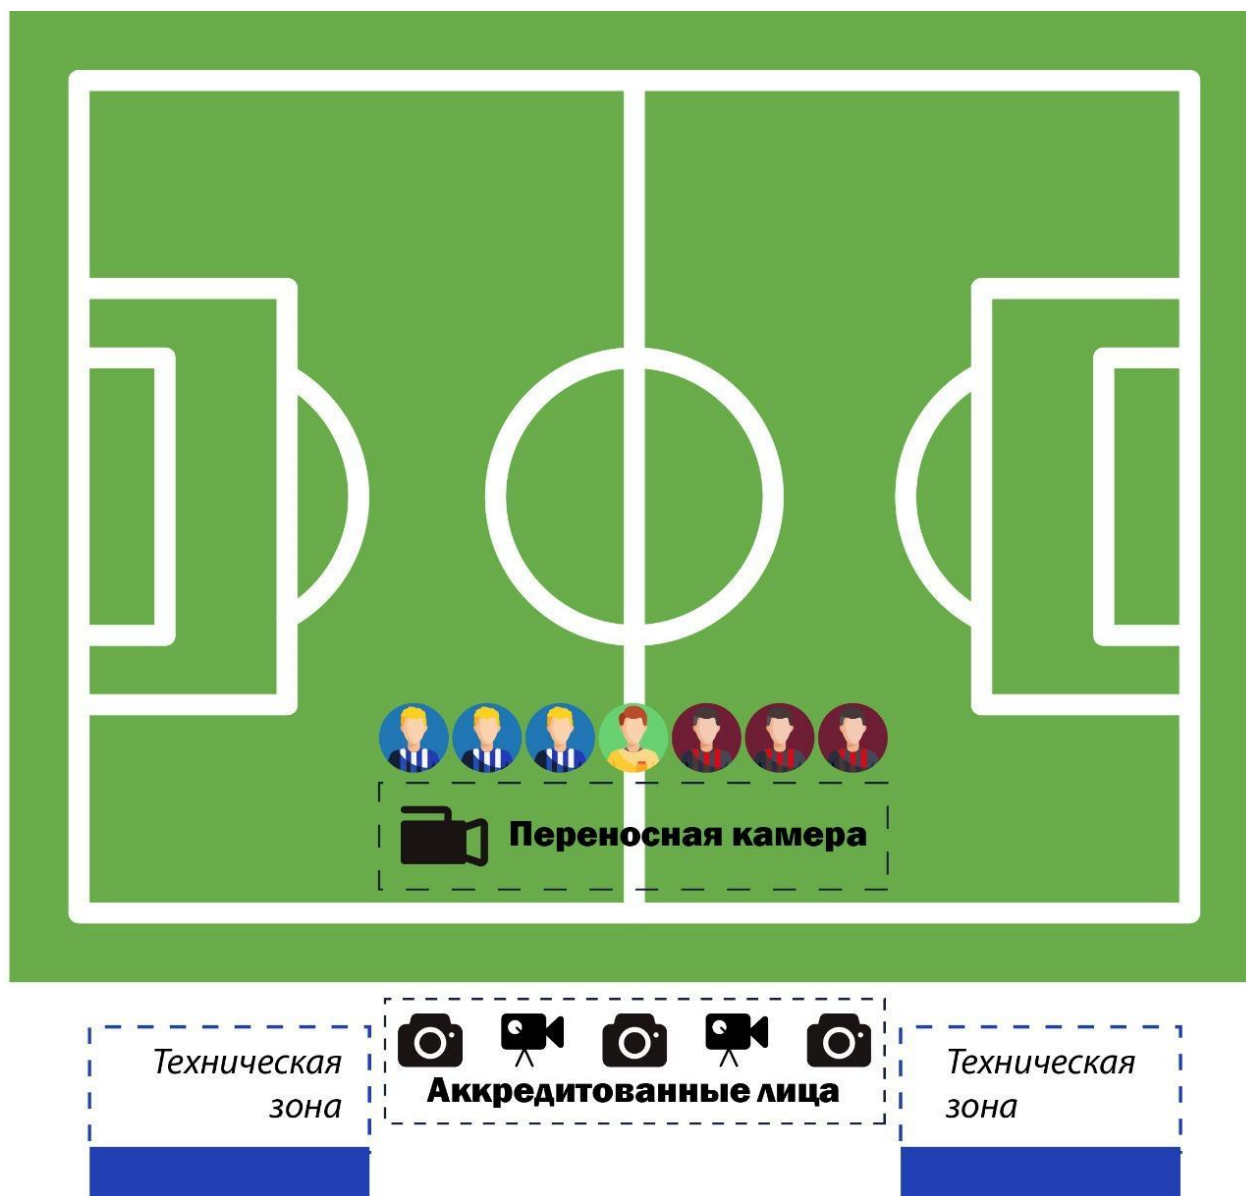 Переносная камера
Техническая
зона
Аккредитованные лица
Техническая
зона